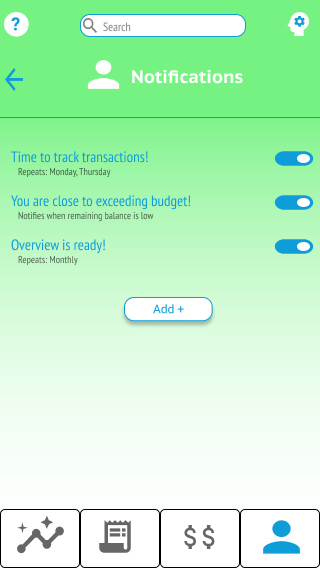 ?
Search
Notifications
Time to track transactions!
Repeats: Monday, Thursday
You are close to exceeding budget!
Notifies when remaining balance is low
Overview is ready!
Repeats: Monthly
Add +
$ $